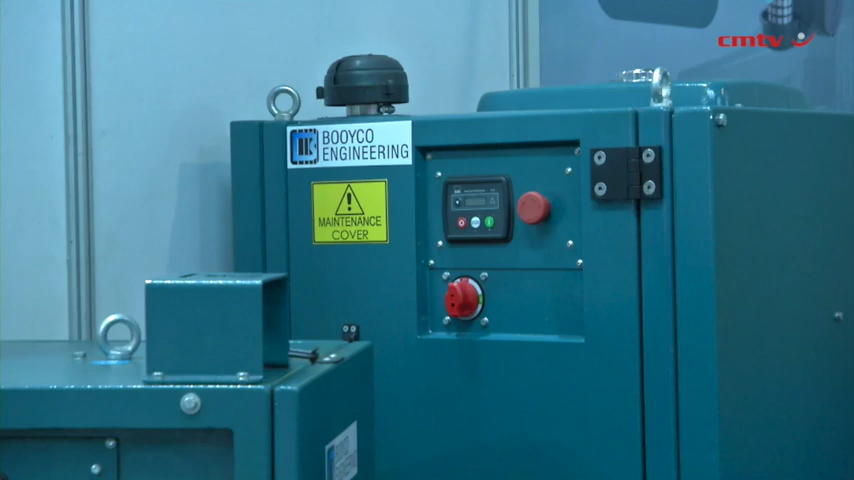 cmtv
BOOYCO
ENGINEERING
MAINTENANCE
COVER